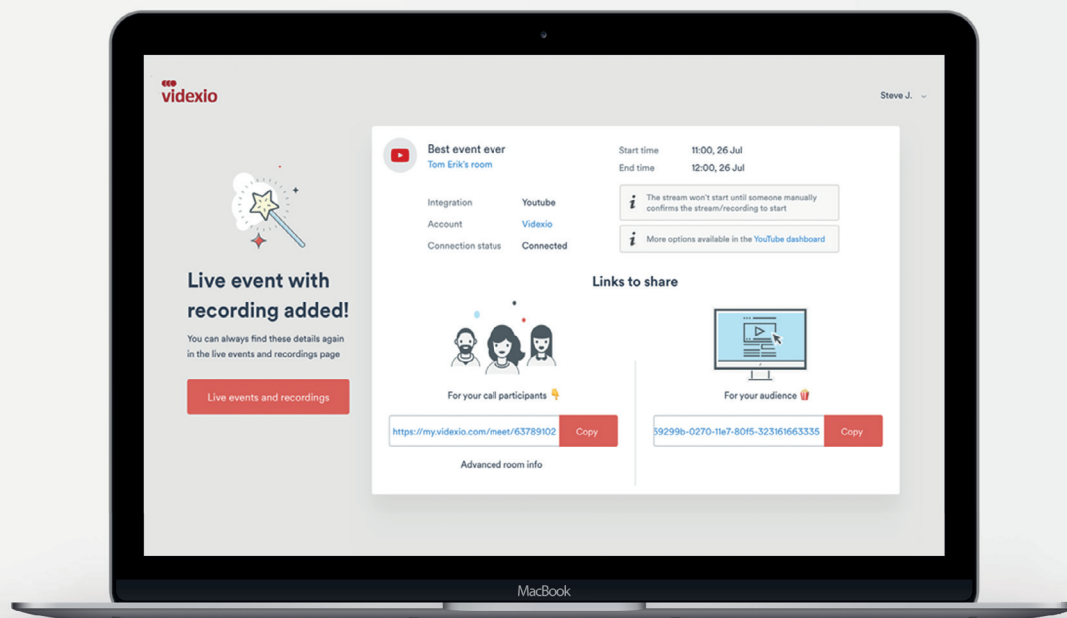 videxio
Steve J.
Live event with
recording added!
You can always find these details again
in the live events and recordings page
Live events and recordings
Best event ever
Tom Erik's room
Start time 11:00, 26 Jul
End time 12:00, 26 Jul
Integration Youtube
Account Videxio
Connection status Connected
i The stream won't start until someone manually
confirms the stream/recording to start
i More options available in the YouTube dashboard
Links to share
For your call participants 👇
https://my.videxio.com/meet/63789102 Copy
Advanced room info
For your audience 🍿
59299b-0270-11e7-80f5-323161663335 Copy
MacBook